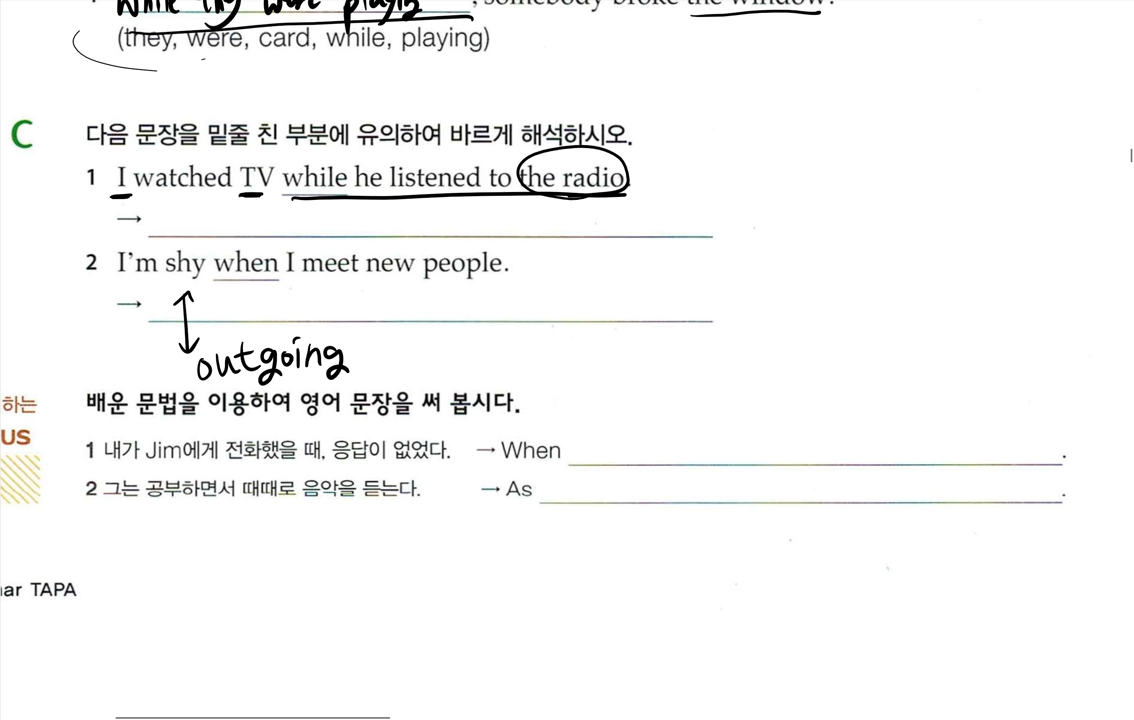 while they were playing, somebody broke the window.
(they, were, card, while, playing)
C 다음 문장을 밑줄 친 부분에 유의하여 바르게 해석하시오.
1 I watched TV while he listened to the radio.
→
2 I'm shy when I meet new people.
→
outgoing
하는 배운 문법을 이용하여 영어 문장을 써 봅시다.
US
1 내가 Jim에게 전화했을 때, 응답이 없었다. → When .
2 그는 공부하면서 때때로 음악을 듣는다. → As .
nar TAPA